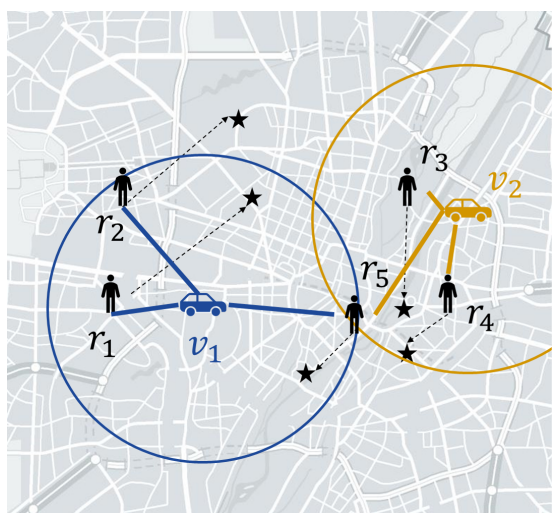 r₃
v₂
r₂
r₅
r₄
r₁
v₁